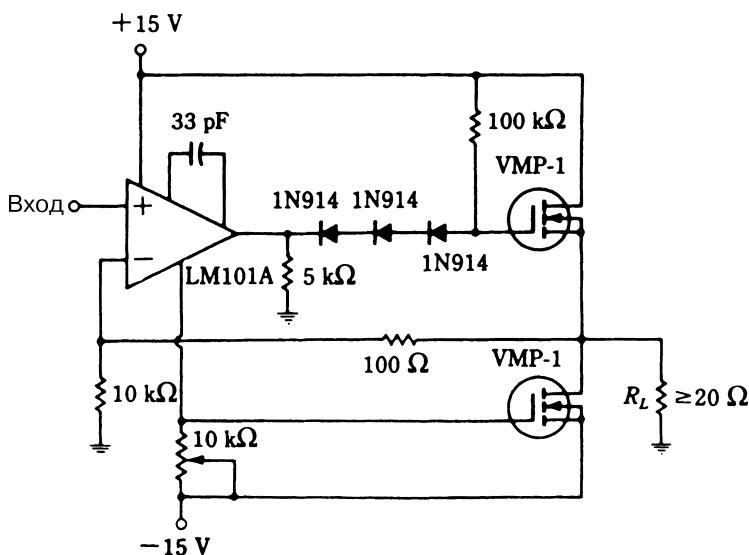 +15 V
33 pF
100 kΩ
VMP-1
Вход
+
1N914 1N914
−
LM101A
5 kΩ
1N914
100 Ω
VMP-1
10 kΩ
R_L ≥20 Ω
10 kΩ
−15 V